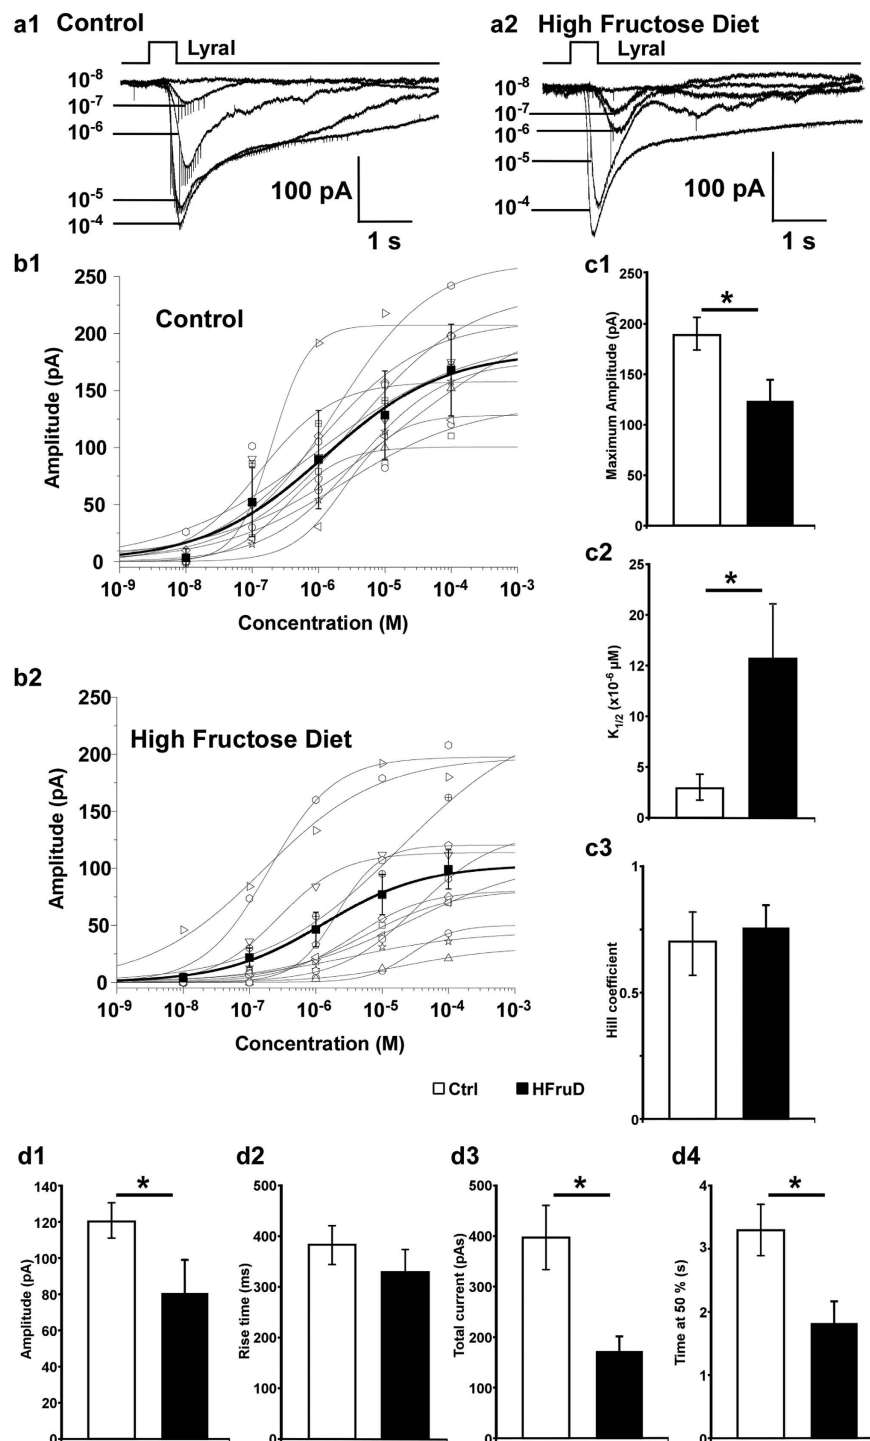 a1 Control
Lyral
10⁻⁸
10⁻⁷
10⁻⁶
10⁻⁵
10⁻⁴
100 pA
1 s
a2 High Fructose Diet
Lyral
10⁻⁸
10⁻⁷
10⁻⁶
10⁻⁵
10⁻⁴
100 pA
1 s
b1
Control
Amplitude (pA)
250
200
150
100
50
0
10⁻⁹ 10⁻⁸ 10⁻⁷ 10⁻⁶ 10⁻⁵ 10⁻⁴ 10⁻³
Concentration (M)
c1
Maximum Amplitude (pA)
250
200
150
100
50
0
*
c2
K1/2 (x10⁻⁶ µM)
25
20
12
10
5
0
*
b2
High Fructose Diet
Amplitude (pA)
250
200
150
100
50
0
10⁻⁹ 10⁻⁸ 10⁻⁷ 10⁻⁶ 10⁻⁵ 10⁻⁴ 10⁻³
Concentration (M)
c3
Hill coefficient
1
0.5
0
Ctrl HFruD
d1
Amplitude (pA)
140
120
100
80
60
40
20
0
*
d2
Rise time (ms)
500
400
300
200
100
0
d3
Total current (pAs)
500
400
300
200
100
0
*
d4
Time at 50 % (s)
4
3
2
1
0
*